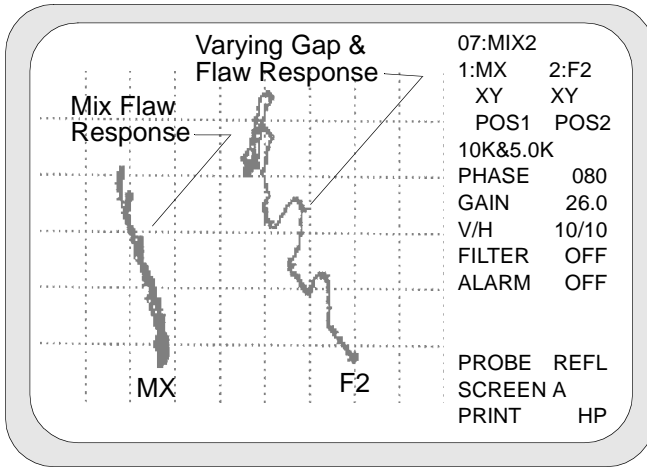 Varying Gap &
Flaw Response
Mix Flaw
Response
MX
F2
07:MIX2
1:MX 2:F2
XY XY
POS1 POS2
10K&5.0K
PHASE 080
GAIN 26.0
V/H 10/10
FILTER OFF
ALARM OFF
PROBE REFL
SCREEN A
PRINT HP